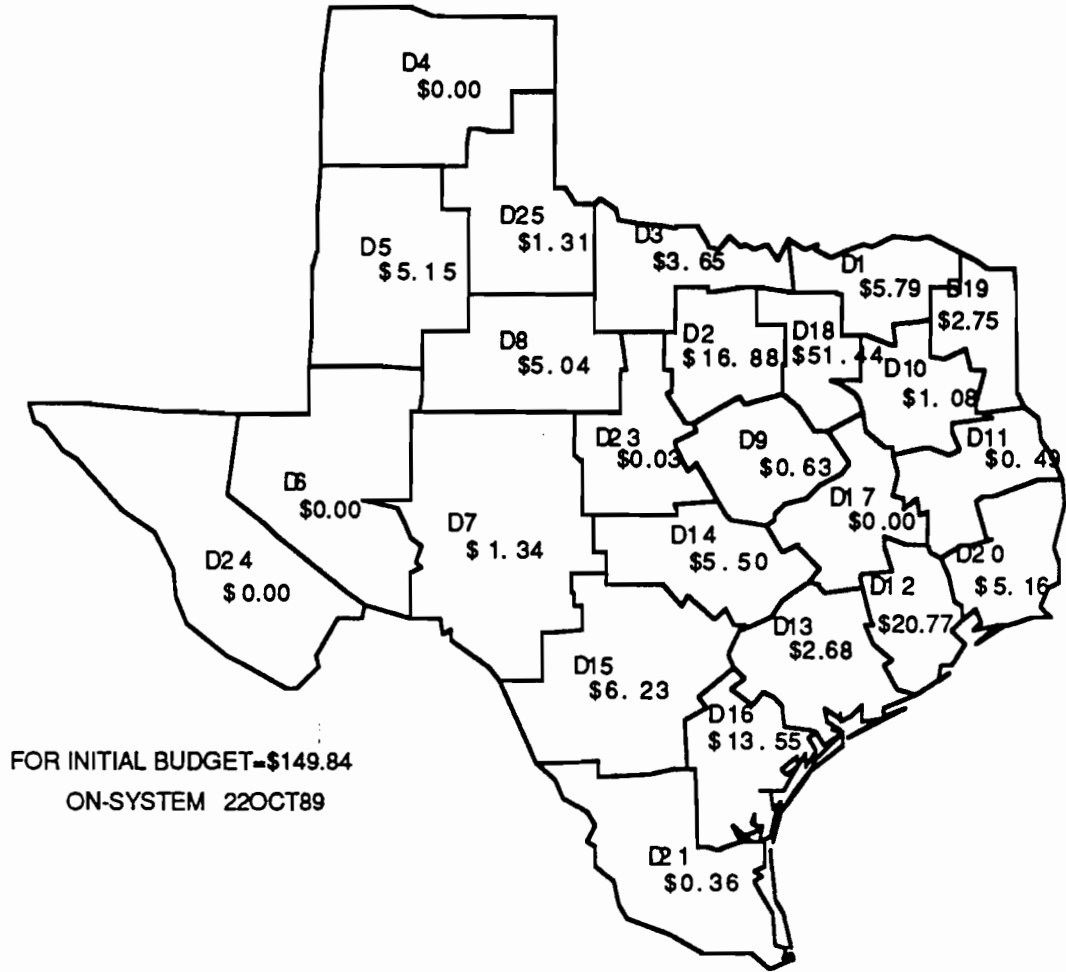 D4
$0.00
D25
$1.31
D5
$5.15
D3
$3.65
D1
$5.79
D19
$2.75
D8
$5.04
D2
$16.88
D18
$51.44
D10
$1.08
D23
$0.03
D9
$0.63
D11
$0.49
D6
$0.00
D7
$1.34
D17
$0.00
D24
$0.00
D14
$5.50
D20
$5.16
D12
$20.77
D13
$2.68
D15
$6.23
D16
$13.55
FOR INITIAL BUDGET=$149.84
ON-SYSTEM 22OCT89
D21
$0.36